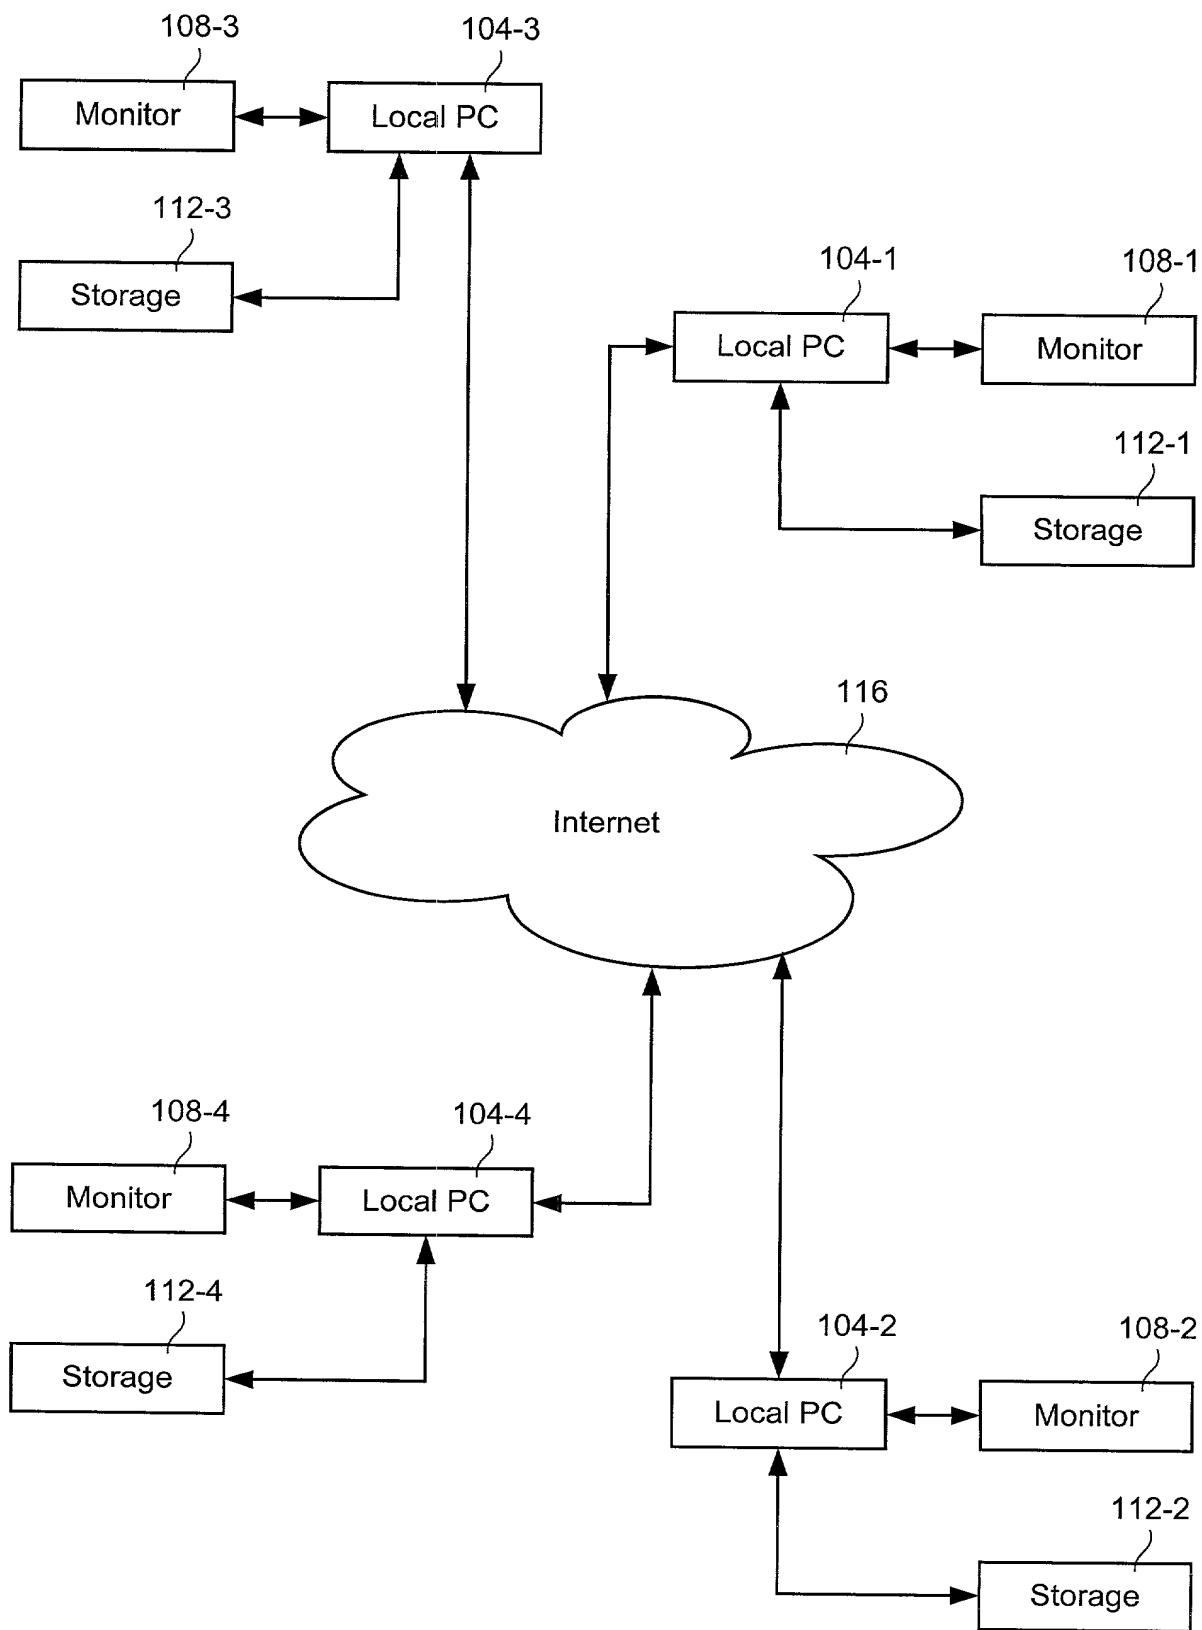 108-3
104-3
Monitor
Local PC
112-3
Storage
104-1
108-1
Local PC
Monitor
112-1
Storage
116
Internet
108-4
104-4
Monitor
Local PC
112-4
Storage
104-2
108-2
Local PC
Monitor
112-2
Storage